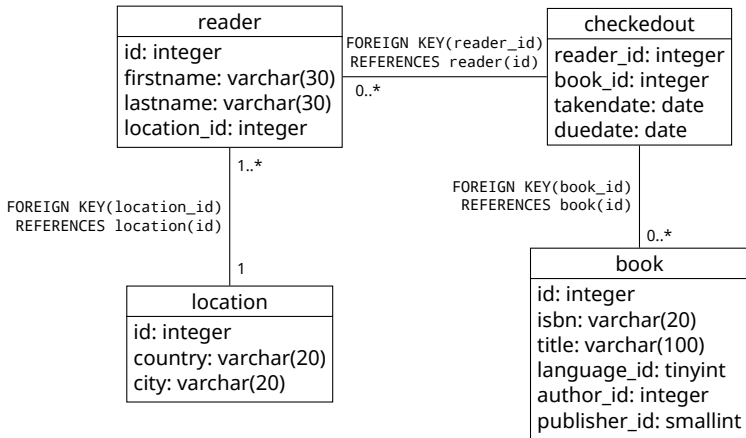 reader
id: integer
firstname: varchar(30)
lastname: varchar(30)
location_id: integer
FOREIGN KEY(reader_id)
REFERENCES reader(id)
0..*
checkedout
reader_id: integer
book_id: integer
takendate: date
duedate: date
1..*
FOREIGN KEY(location_id)
REFERENCES location(id)
1
FOREIGN KEY(book_id)
REFERENCES book(id)
0..*
location
id: integer
country: varchar(20)
city: varchar(20)
book
id: integer
isbn: varchar(20)
title: varchar(100)
language_id: tinyint
author_id: integer
publisher_id: smallint